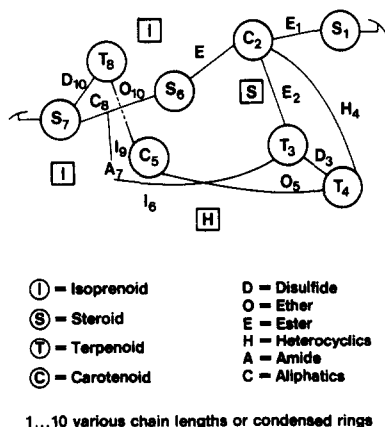 I
E₁
S₁
C₂
T₈
E
D₁₀
O₁₀
S₆
C₈
S
E₂
H₄
S₇
I₉
C₅
T₃
D₃
I
A₇
O₅
T₄
I₆
H
I = Isoprenoid
S = Steroid
T = Terpenoid
C = Carotenoid
D = Disulfide
O = Ether
E = Ester
H = Heterocyclics
A = Amide
C = Aliphatics
1...10 various chain lengths or condensed rings